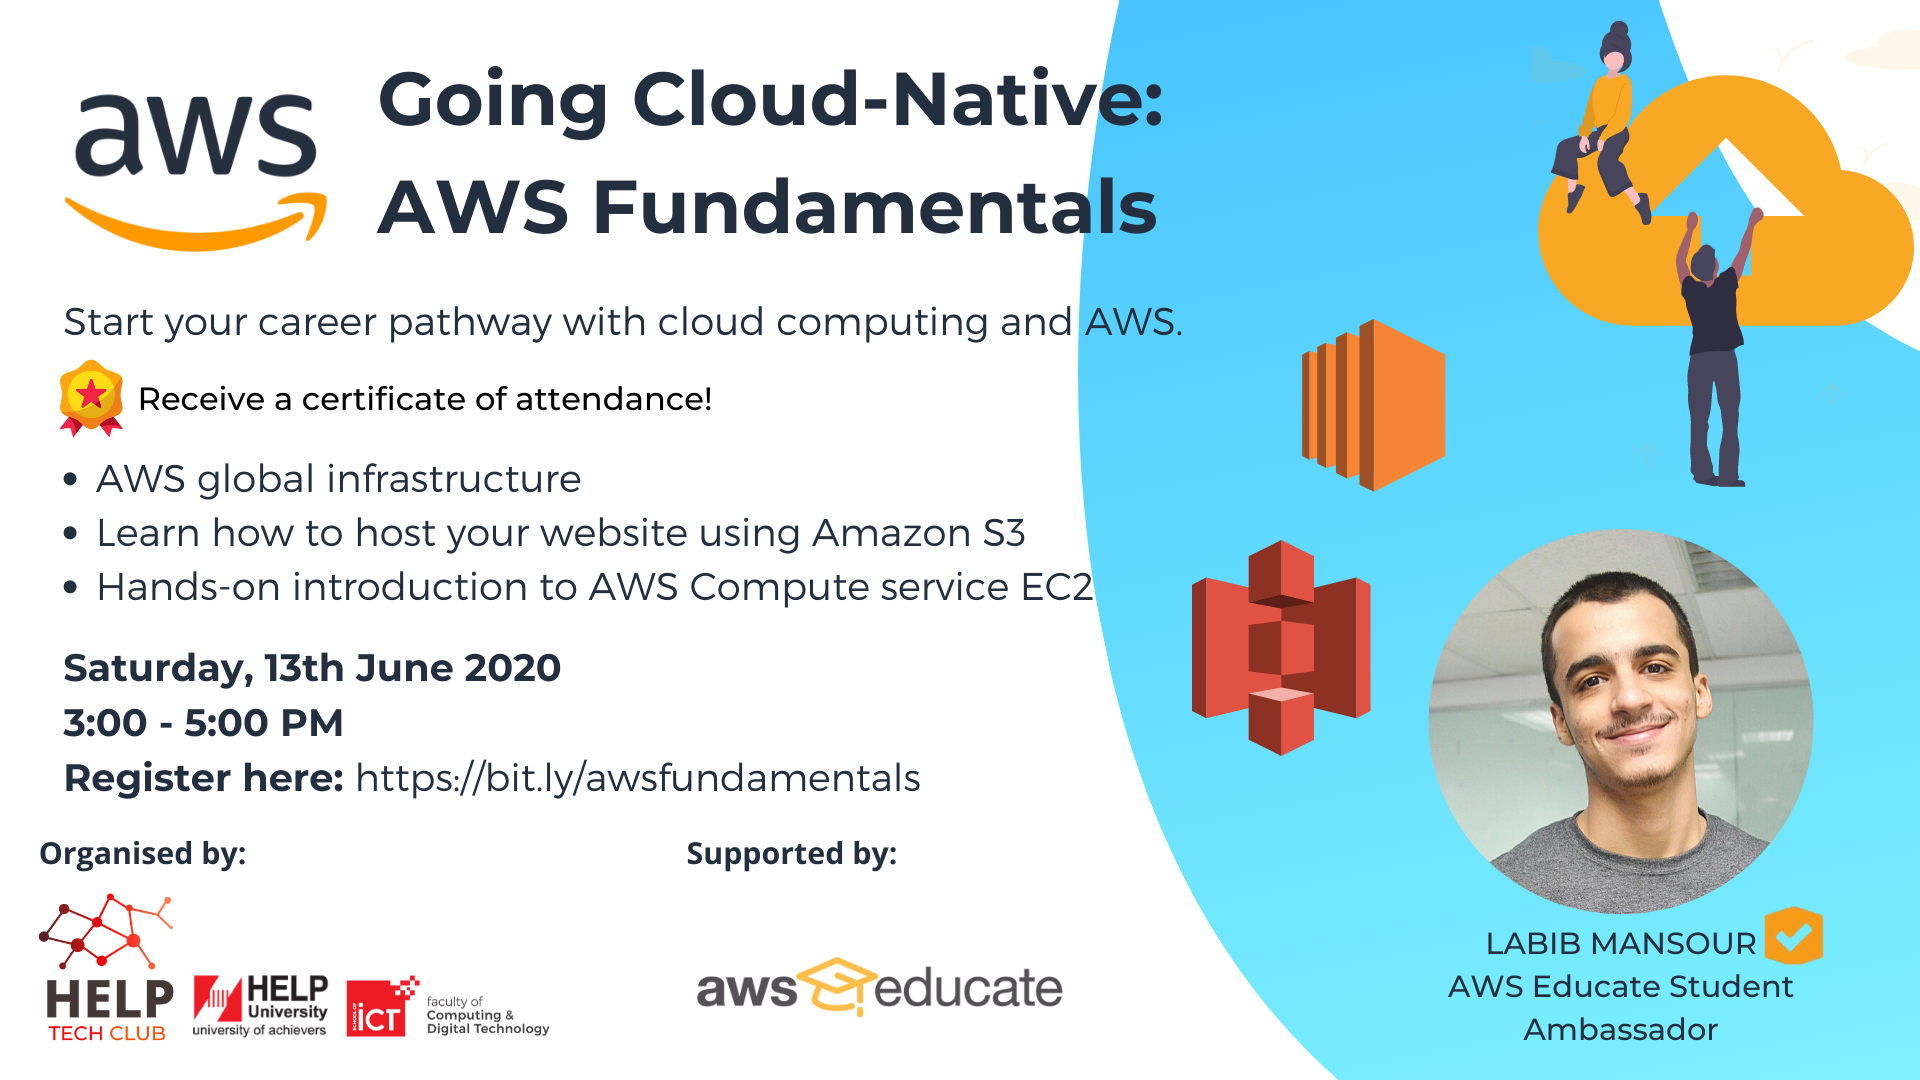 aws
Going Cloud-Native:
AWS Fundamentals
Start your career pathway with cloud computing and AWS.
Receive a certificate of attendance!
• AWS global infrastructure
• Learn how to host your website using Amazon S3
• Hands-on introduction to AWS Compute service EC2
Saturday, 13th June 2020
3:00 - 5:00 PM
Register here: https://bit.ly/awsfundamentals
Organised by:
HELP
TECH CLUB
HELP
University
university of achievers
SCHOOL OF
iCT
faculty of
Computing &
Digital Technology
Supported by:
aws educate
LABIB MANSOUR
AWS Educate Student
Ambassador